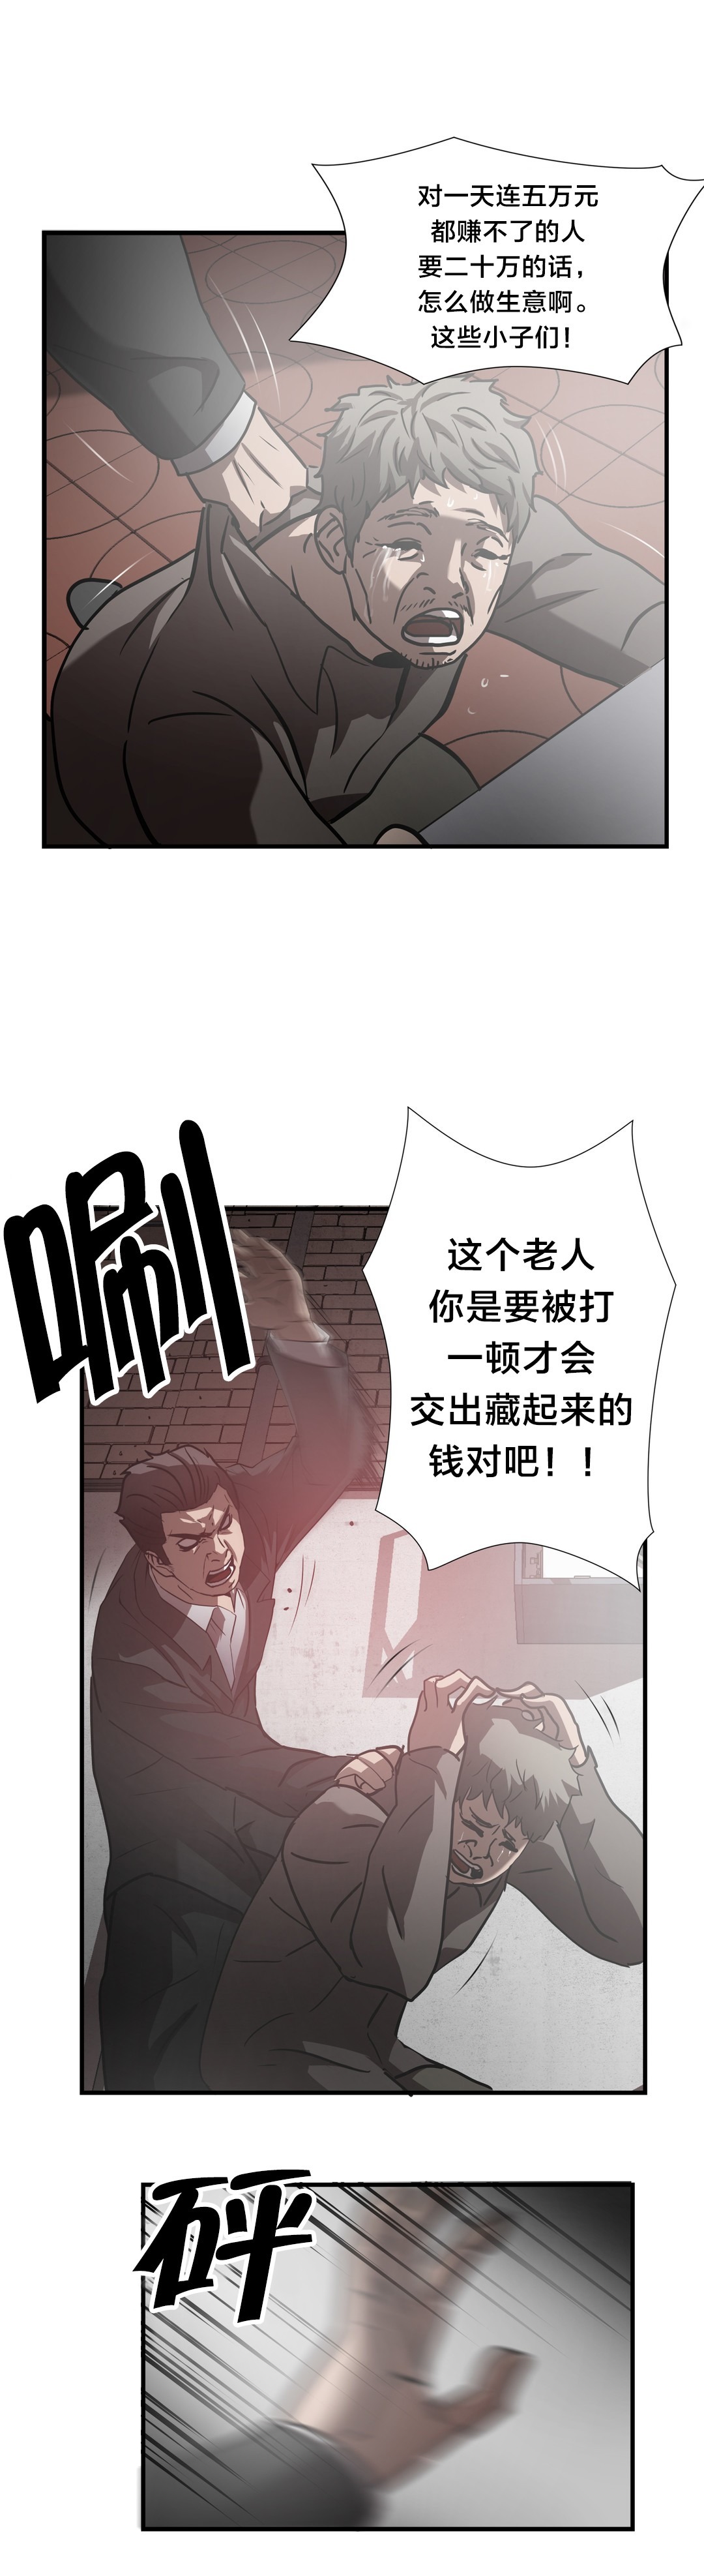 对一天连五万元
都赚不了的人
要二十万的话，
怎么做生意啊。
这些小子们！
唰
这个老人
你是要被打
一顿才会
交出藏起来的
钱对吧！！
砰